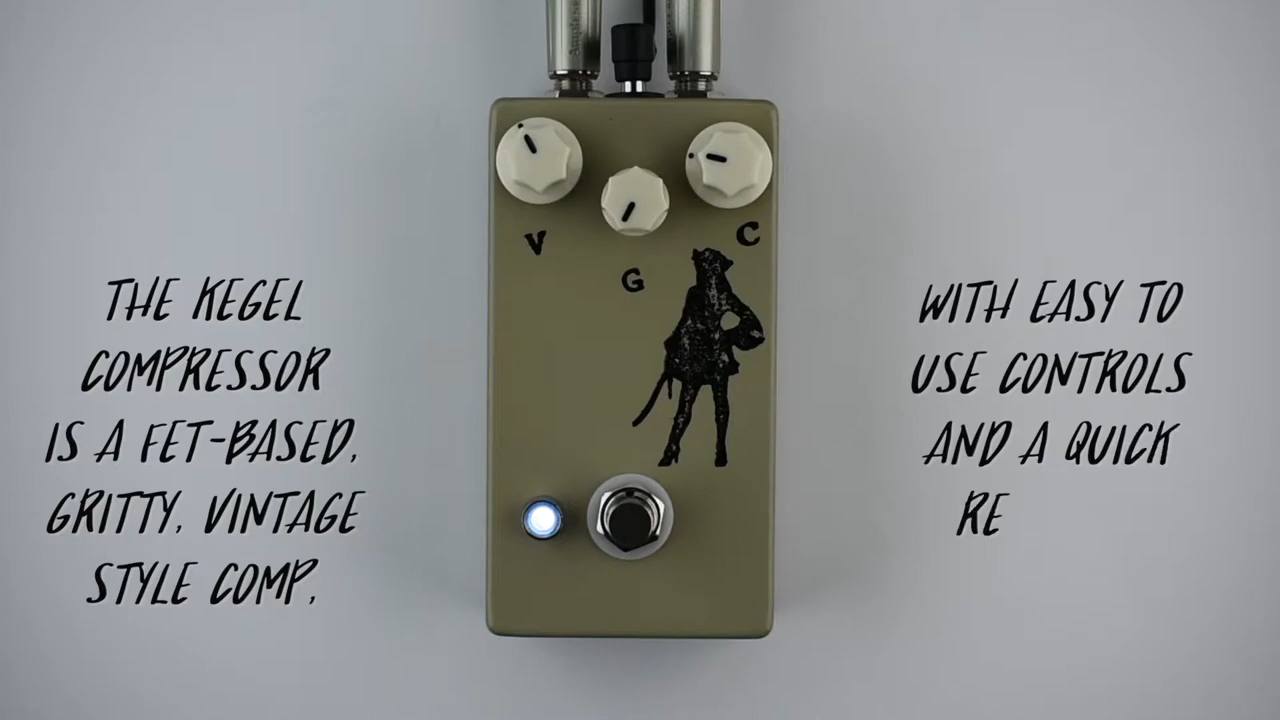 THE KEGEL
COMPRESSOR
IS A FET-BASED,
GRITTY, VINTAGE
STYLE COMP,
V
G
C
WITH EASY TO
USE CONTROLS
AND A QUICK
RE